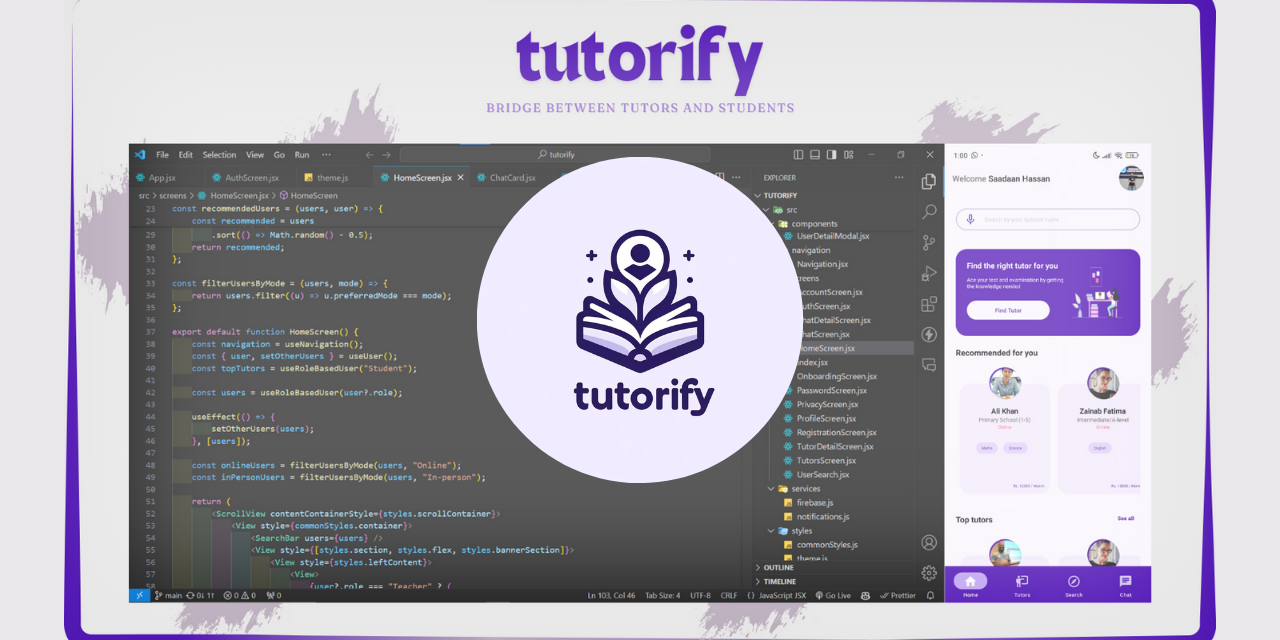 tutorify
BRIDGE BETWEEN TUTORS AND STUDENTS
File Edit Selection View Go Run ···
tutorify
App.jsx
AuthScreen.jsx
theme.js
HomeScreen.jsx
ChatCard.jsx
src > screens > HomeScreen.jsx > HomeScreen
23 const recommendedUsers = (users, user) => {
24 const recommended = users
29 .sort(() => Math.random() - 0.5);
30 return recommended;
31 };
32
33 const filterUsersByMode = (users, mode) => {
34 return users.filter((u) => u.preferredMode === mode);
35 };
36
37 export default function HomeScreen() {
38 const navigation = useNavigation();
39 const { user, setOtherUsers } = useUser();
40 const topTutors = useRoleBasedUser("Student");
41
42 const users = useRoleBasedUser(user?.role);
43
44 useEffect(() => {
45 setOtherUsers(users);
46 }, [users]);
47
48 const onlineUsers = filterUsersByMode(users, "Online");
49 const inPersonUsers = filterUsersByMode(users, "In-person");
50
51 return (
52 <ScrollView contentContainerStyle={styles.scrollContainer}>
53 <View style={commonStyles.container}>
54 <SearchBar users={users} />
55 <View style={[styles.section, styles.flex, styles.bannerSection]}>
56 <View style={styles.leftContent}>
57 <View>
58 {user?.role === "Teacher" ? (
tutorify
EXPLORER ···
TUTORIFY
src
components
UserDetailModal.jsx
navigation
Navigation.jsx
screens
AccountScreen.jsx
AuthScreen.jsx
ChatDetailScreen.jsx
ChatScreen.jsx
HomeScreen.jsx
index.jsx
OnboardingScreen.jsx
PasswordScreen.jsx
PrivacyScreen.jsx
ProfileScreen.jsx
RegistrationScreen.jsx
TutorDetailScreen.jsx
TutorsScreen.jsx
UserSearch.jsx
services
firebase.js
notifications.js
styles
commonStyles.js
theme.js
OUTLINE
TIMELINE
main 0↓ 1↑ 0 0 0
Ln 103, Col 46 Tab Size: 4 UTF-8 CRLF {} JavaScript JSX Go Live Prettier
1:00
Welcome Saadaan Hassan
Find the right tutor for you
Ace your test and examination by getting
the knowledge needed
Find Tutor
Recommended for you
Ali Khan
Primary School (1-5)
Online
Maths Science
Zainab Fatima
Intermediate/A-level
English
Top tutors
See all
Home Tutors Search Chat